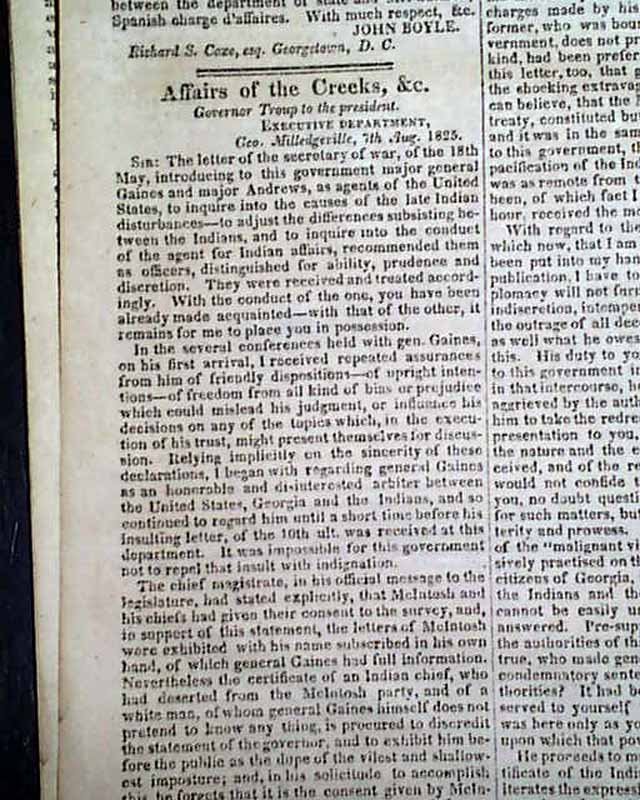 between the department of state and
Spanish charge d'affaires. With much respect, &c.
JOHN BOYLE.
Richard S. Coxe, esq. Georgetown, D. C.
Affairs of the Creeks, &c.
Governor Troup to the president.
EXECUTIVE DEPARTMENT,
Geo. Milledgeville, 7th Aug. 1825.
SIR: The letter of the secretary of war, of the 18th
May, introducing to this government major general
Gaines and major Andrews, as agents of the United
States, to inquire into the causes of the late Indian
disturbances—to adjust the differences subsisting be-
tween the Indians, and to inquire into the conduct
of the agent for Indian affairs, recommended them
as officers, distinguished for ability, prudence and
discretion. They were received and treated accord-
ingly. With the conduct of the one, you have been
already made acquainted—with that of the other, it
remains for me to place you in possession.
In the several conferences held with gen. Gaines,
on his first arrival, I received repeated assurances
from him of friendly dispositions—of upright inten-
tions—of freedom from all kind of bias or prejudice
which could mislead his judgment, or influence his
decisions on any of the topics which, in the execu-
tion of his trust, might present themselves for discus-
sion. Relying implicitly on the sincerity of these
declarations, I began with regarding general Gaines
as an honorable and disinterested arbiter between
the United States, Georgia and the Indians, and so
continued to regard him until a short time before his
insulting letter, of the 10th ult. was received at this
department. It was impossible for this government
not to repel that insult with indignation.
The chief magistrate, in his official message to the
legislature, had stated explicitly, that McIntosh and
his chiefs had given their consent to the survey, and,
in support of this statement, the letters of McIntosh
were exhibited with his name subscribed in his own
hand, of which general Gaines had full information.
Nevertheless the certificate of an Indian chief, who
had deserted from the McIntosh party, and of a
white man, of whom general Gaines himself does not
pretend to know any thing, is procured to discredit
the statement of the governor, and to exhibit him be-
fore the public as the dupe of the vilest and shallow-
est imposture; and, in his solicitude to accomplish
this he forgets that it is the consent given by McIn-
charges made by his
former, who was bou
vernment, does not pr
kind, had been prefer
this letter, too, that g
the shocking extrava
can believe, that the
treaty, constituted bu
and it was in the sam
to this government, th
pacification of the Ind
was as remote from t
been, of which fact I
hour, received the m
With regard to the
which now, that I am
been put into my han
publication, I have to
plomacy will not furn
indiscretion, intemper
the outrage of all dec
as well what he owes
this. His duty to yo
to this government in
in that intercourse, h
aggrieved by the auth
him to take the redre
presentation to you,
the nature and the e
ceived, and of the re
would not confide t
you, no doubt questi
for such matters, but
terity and prowess.
of the "malignant vi
sively practised on th
citizens of Georgia,
the Indians and the
cannot be easily u
answered. Pre-sup
the authorities of th
true, who made gen
condemnatory sente
thorities? It had b
served to yourself
was here only as yo
upon which that po
He proceeds to m
tificate of the Indi
iterates the express